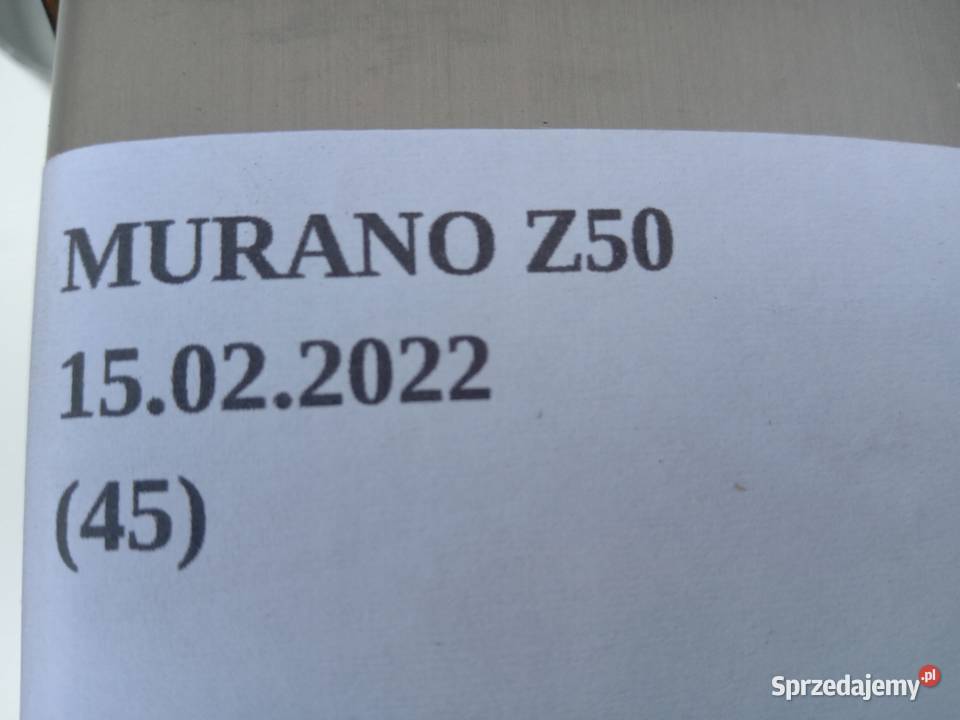 MURANO Z50
15.02.2022
(45)
Sprzedajemy.pl